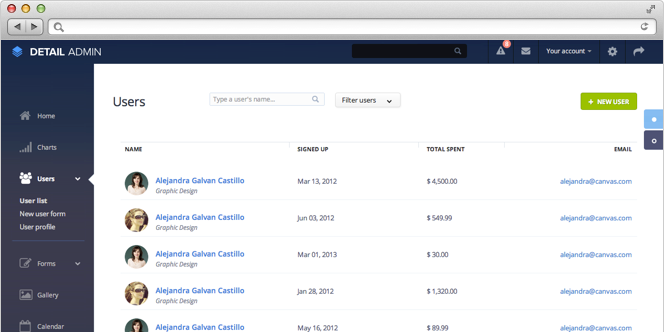 DETAIL ADMIN
8
Your account
Home
Charts
Users
User list
New user form
User profile
Forms
Gallery
Calendar
Users
Type a user's name...
Filter users
+ NEW USER
NAME SIGNED UP TOTAL SPENT EMAIL
Alejandra Galvan Castillo Mar 13, 2012 $ 4,500.00 alejandra@canvas.com
Graphic Design
Alejandra Galvan Castillo Jun 03, 2012 $ 549.99 alejandra@canvas.com
Graphic Design
Alejandra Galvan Castillo Mar 01, 2013 $ 30.00 alejandra@canvas.com
Graphic Design
Alejandra Galvan Castillo Jan 28, 2012 $ 1,320.00 alejandra@canvas.com
Graphic Design
Alejandra Galvan Castillo May 16, 2012 $ 89.99 alejandra@canvas.com